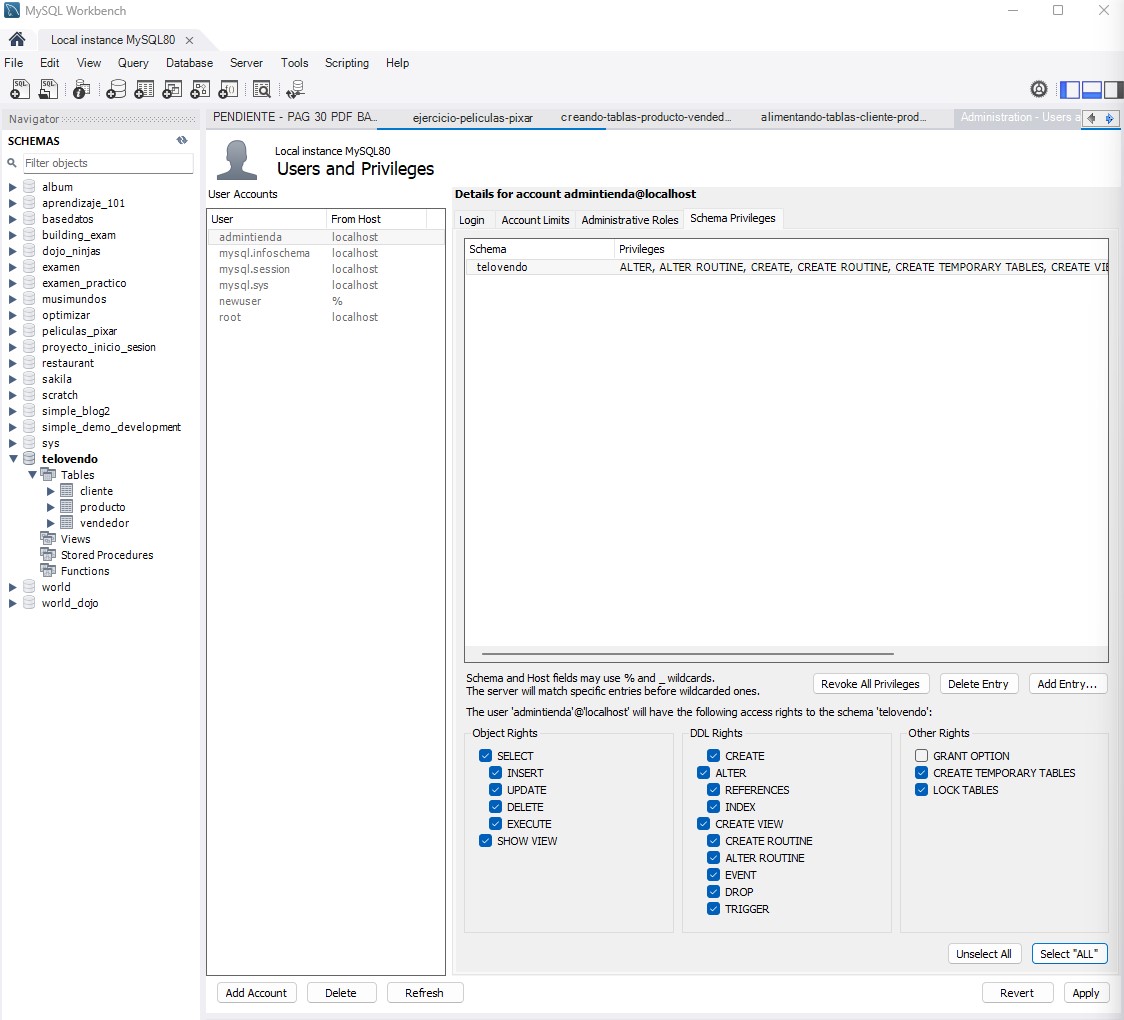 MySQL Workbench
Local instance MySQL80
File Edit View Query Database Server Tools Scripting Help
Navigator
SCHEMAS
Filter objects
album
aprendizaje_101
basedatos
building_exam
dojo_ninjas
examen
examen_practico
musimundos
optimizar
peliculas_pixar
proyecto_inicio_sesion
restaurant
sakila
scratch
simple_blog2
simple_demo_development
sys
telovendo
Tables
cliente
producto
vendedor
Views
Stored Procedures
Functions
world
world_dojo
PENDIENTE - PAG 30 PDF BA... ejercicio-peliculas-pixar creando-tablas-producto-vended... alimentando-tablas-cliente-prod... Administration - Users a
Local instance MySQL80
Users and Privileges
User Accounts
User From Host
admintienda localhost
mysql.infoschema localhost
mysql.session localhost
mysql.sys localhost
newuser %
root localhost
Add Account Delete Refresh
Details for account admintienda@localhost
Login Account Limits Administrative Roles Schema Privileges
Schema Privileges
telovendo ALTER, ALTER ROUTINE, CREATE, CREATE ROUTINE, CREATE TEMPORARY TABLES, CREATE VIE
Schema and Host fields may use % and _ wildcards.
The server will match specific entries before wildcarded ones.
Revoke All Privileges Delete Entry Add Entry...
The user 'admintienda'@'localhost' will have the following access rights to the schema 'telovendo':
Object Rights
SELECT
INSERT
UPDATE
DELETE
EXECUTE
SHOW VIEW
DDL Rights
CREATE
ALTER
REFERENCES
INDEX
CREATE VIEW
CREATE ROUTINE
ALTER ROUTINE
EVENT
DROP
TRIGGER
Other Rights
GRANT OPTION
CREATE TEMPORARY TABLES
LOCK TABLES
Unselect All Select "ALL"
Revert Apply